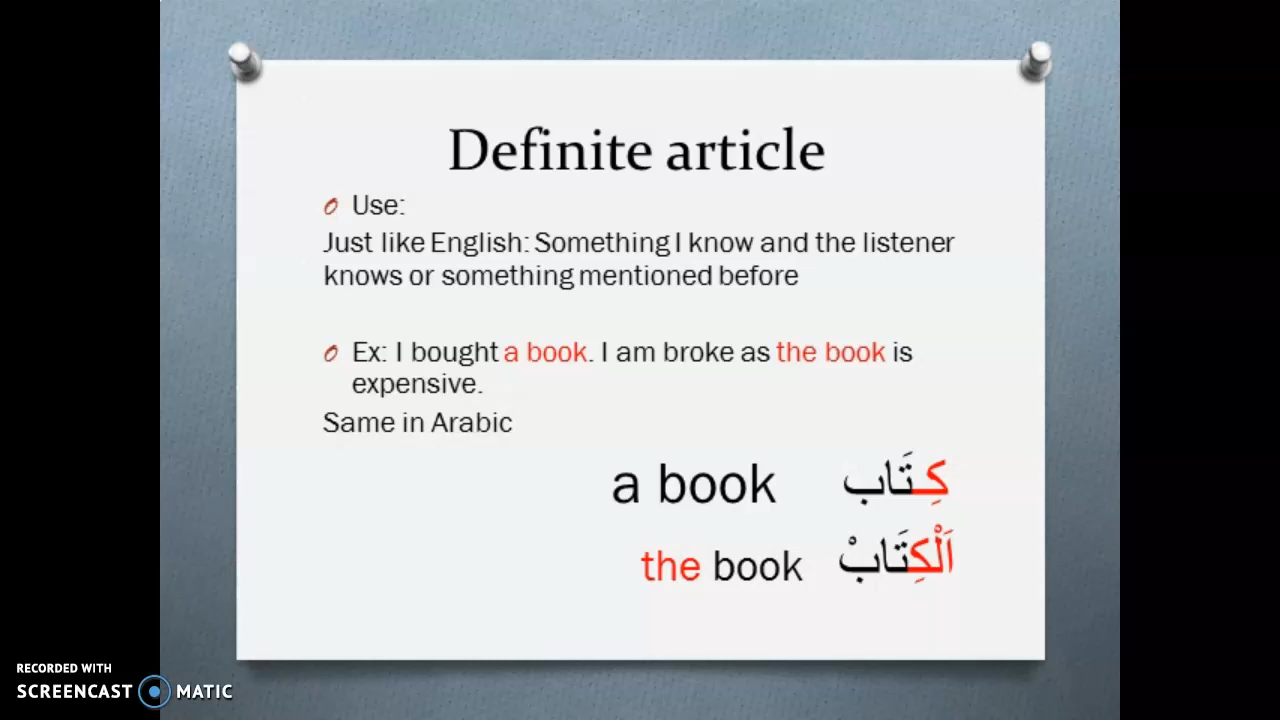 Definite article
Use:
Just like English: Something I know and the listener
knows or something mentioned before
Ex: I bought a book. I am broke as the book is
expensive.
Same in Arabic
a book كِـتَاب
the book اَلْكِتَابْ
RECORDED WITH
SCREENCAST MATIC